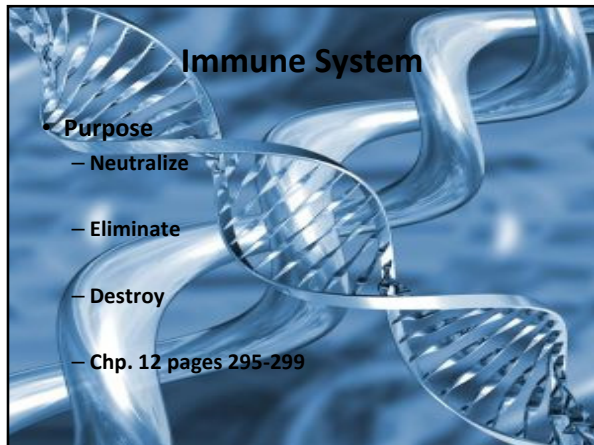 Immune System
• Purpose
– Neutralize
– Eliminate
– Destroy
– Chp. 12 pages 295-299